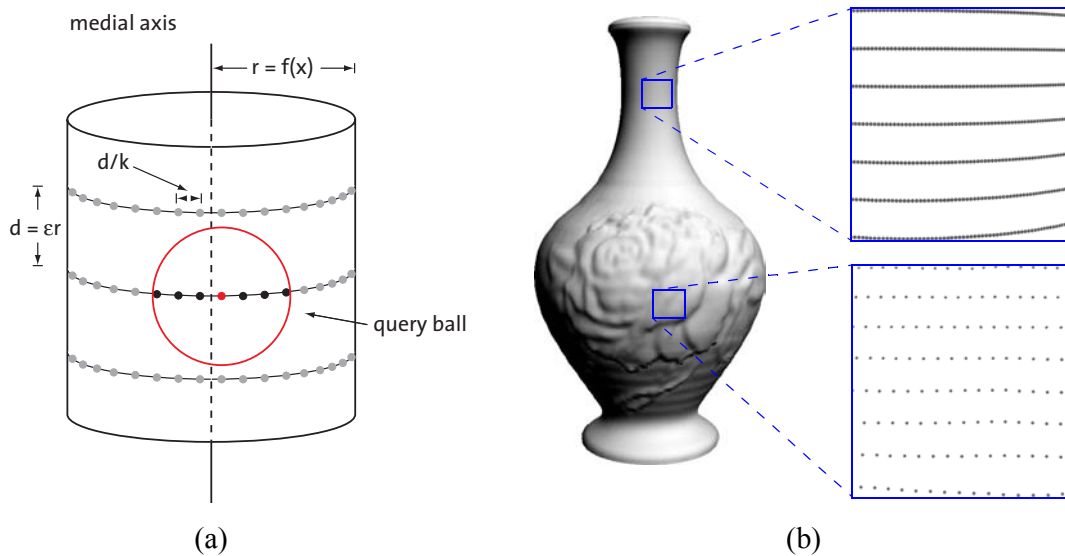 medial axis
r = f(x)
d/k
d = εr
query ball
(a)
(b)